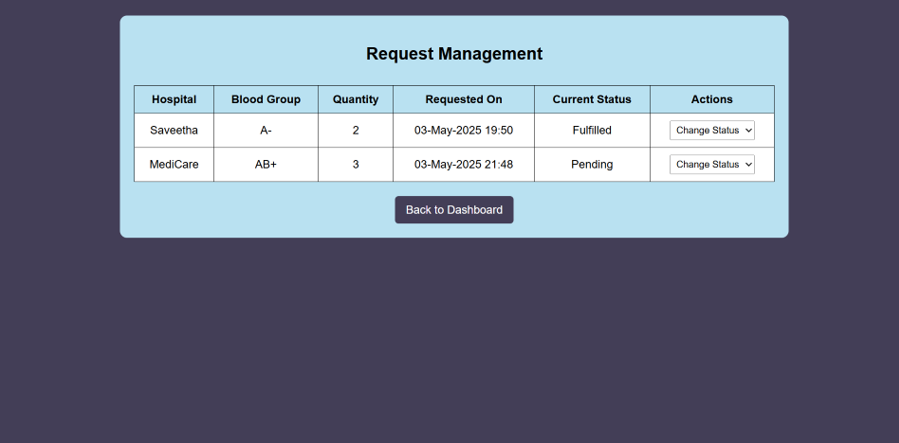 Request Management
Hospital Blood Group Quantity Requested On Current Status Actions
Saveetha A- 2 03-May-2025 19:50 Fulfilled Change Status
MediCare AB+ 3 03-May-2025 21:48 Pending Change Status
Back to Dashboard